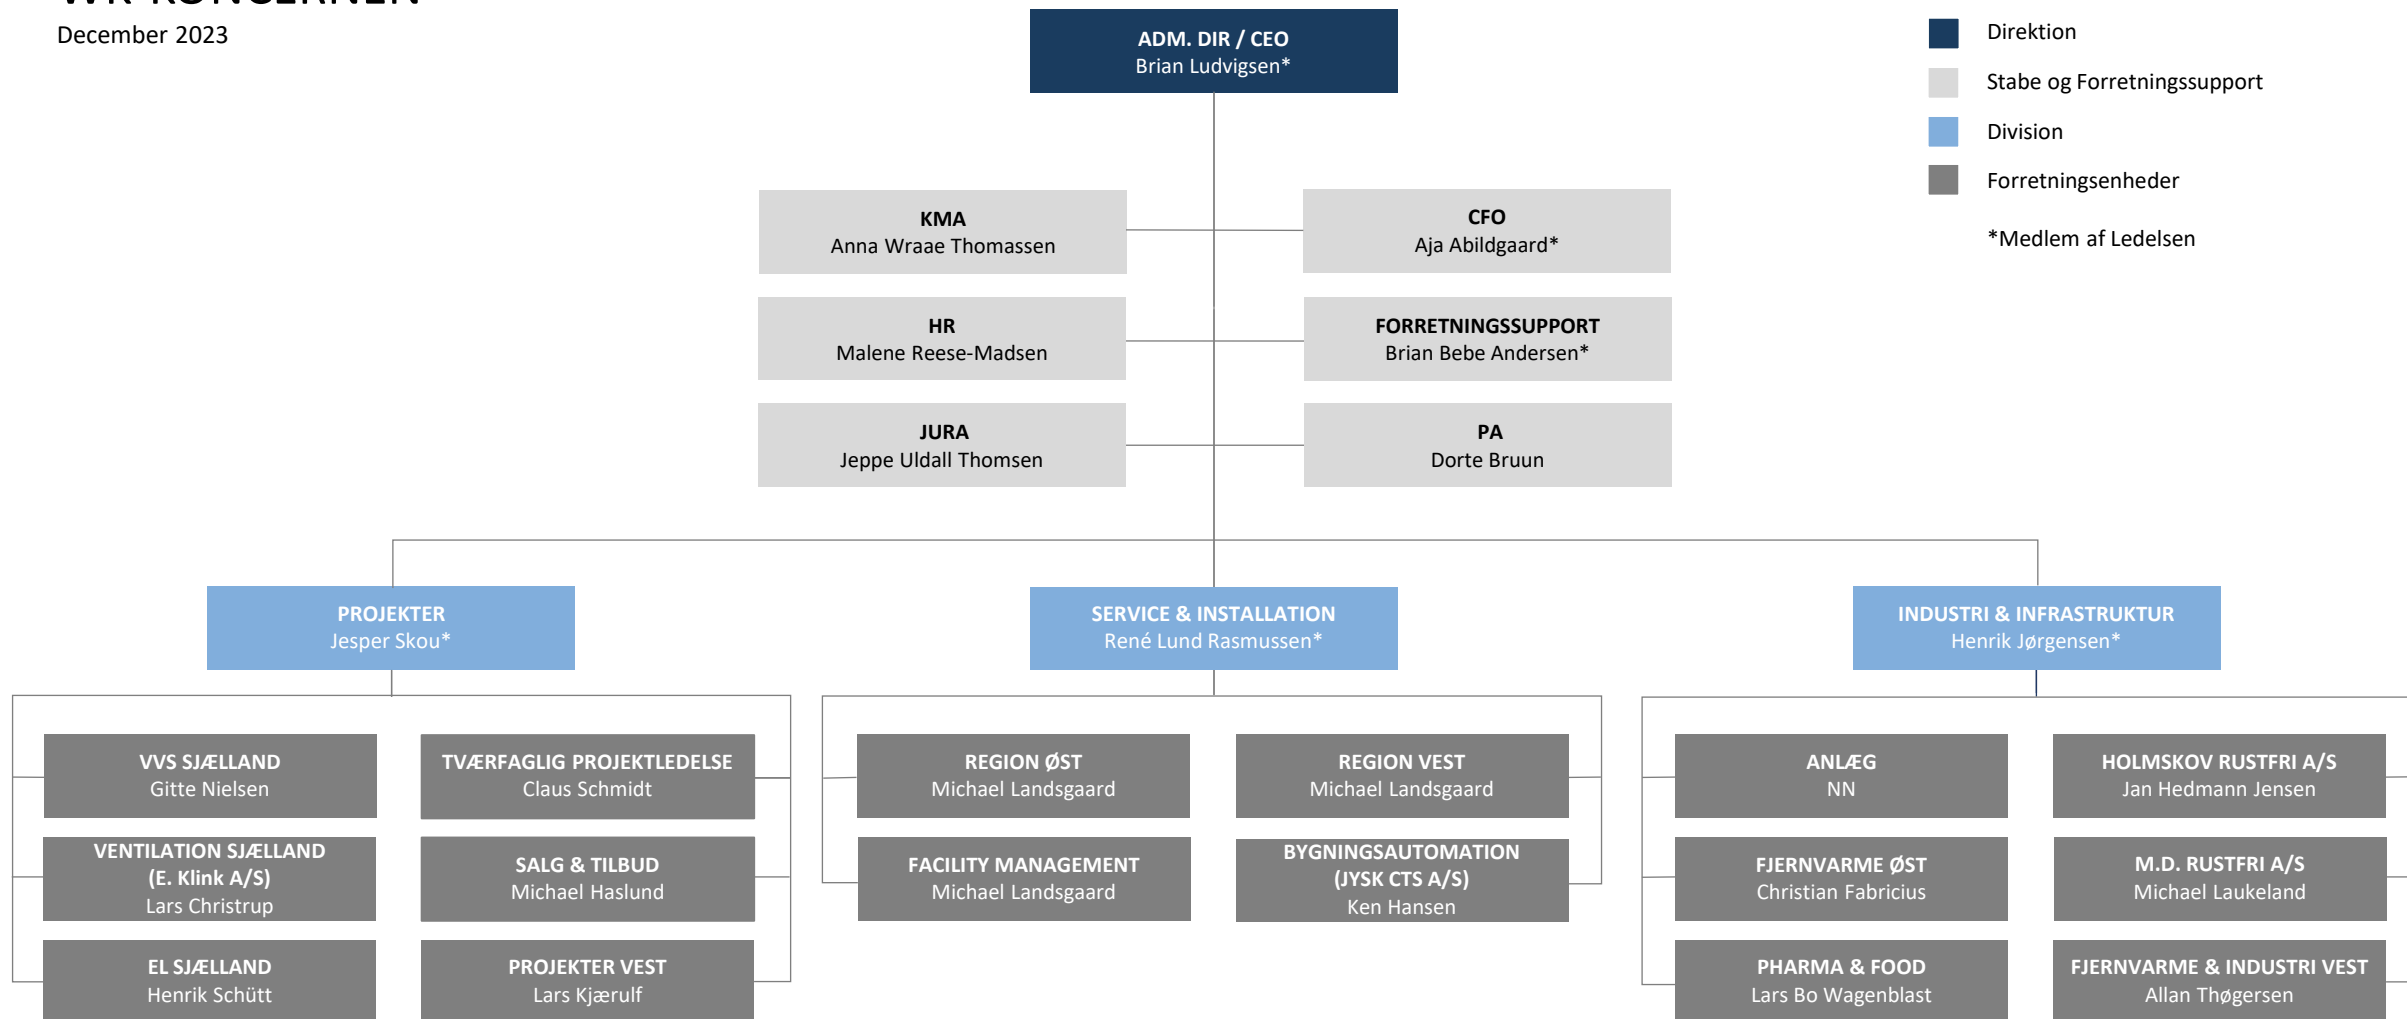 December 2023
ADM. DIR / CEO
Brian Ludvigsen*
Direktion
Stabe og Forretningssupport
Division
Forretningsenheder
*Medlem af Ledelsen
KMA
Anna Wraae Thomassen
CFO
Aja Abildgaard*
HR
Malene Reese-Madsen
FORRETNINGSSUPPORT
Brian Bebe Andersen*
JURA
Jeppe Uldall Thomsen
PA
Dorte Bruun
PROJEKTER
Jesper Skou*
SERVICE & INSTALLATION
René Lund Rasmussen*
INDUSTRI & INFRASTRUKTUR
Henrik Jørgensen*
VVS SJÆLLAND
Gitte Nielsen
TVÆRFAGLIG PROJEKTLEDELSE
Claus Schmidt
VENTILATION SJÆLLAND
(E. Klink A/S)
Lars Christrup
SALG & TILBUD
Michael Haslund
EL SJÆLLAND
Henrik Schütt
PROJEKTER VEST
Lars Kjærulf
REGION ØST
Michael Landsgaard
REGION VEST
Michael Landsgaard
FACILITY MANAGEMENT
Michael Landsgaard
BYGNINGSAUTOMATION
(JYSK CTS A/S)
Ken Hansen
ANLÆG
NN
HOLMSKOV RUSTFRI A/S
Jan Hedmann Jensen
FJERNVARME ØST
Christian Fabricius
M.D. RUSTFRI A/S
Michael Laukeland
PHARMA & FOOD
Lars Bo Wagenblast
FJERNVARME & INDUSTRI VEST
Allan Thøgersen